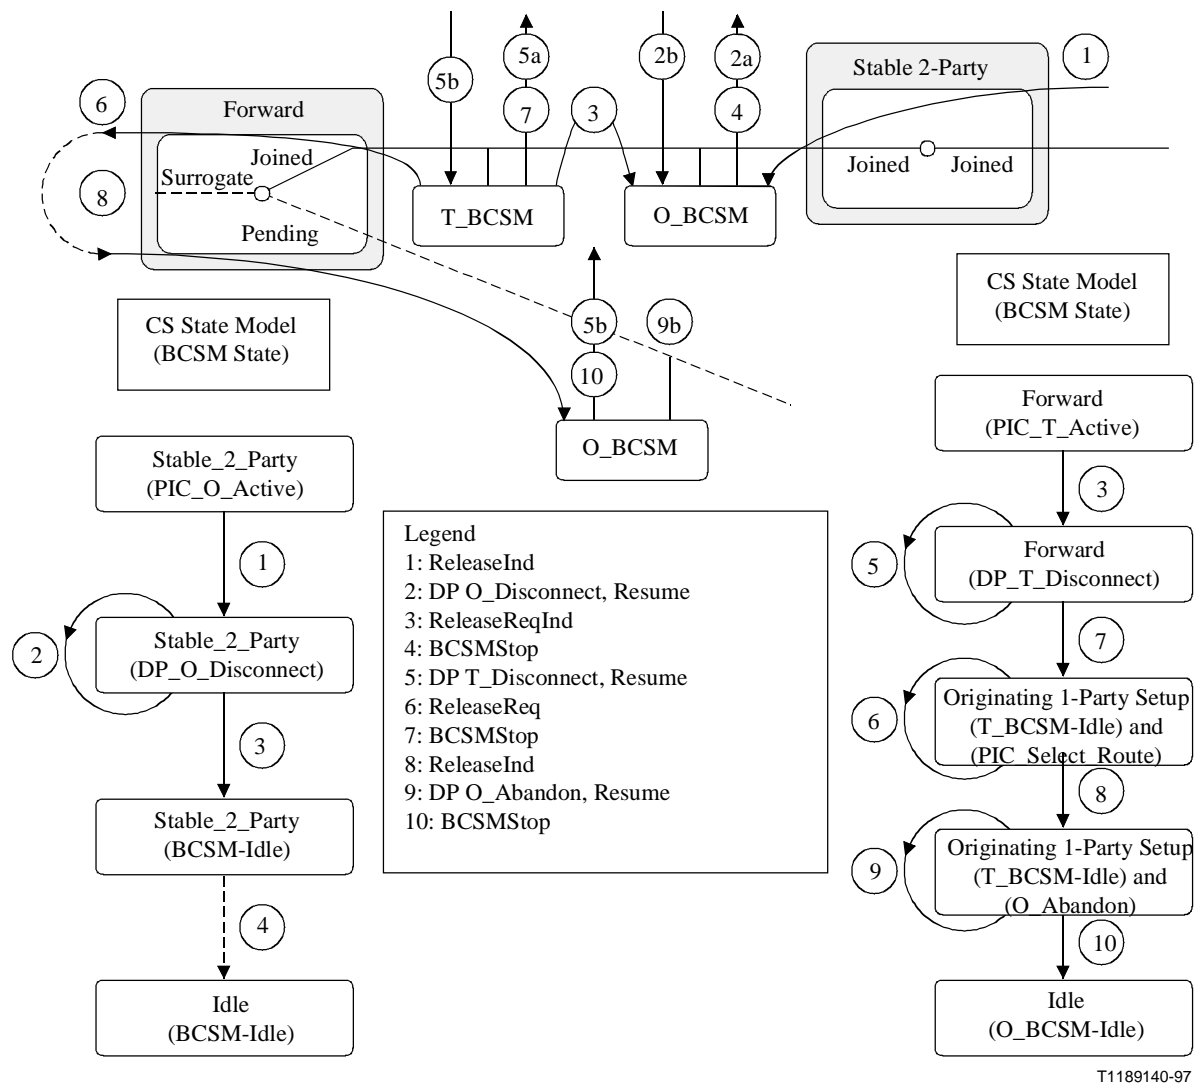 5b
5a
2b
2a
1
Stable 2-Party
6
Forward
7
3
4
Joined
Surrogate
Joined
Joined
8
T_BCSM
O_BCSM
Pending
CS State Model
(BCSM State)
CS State Model
(BCSM State)
5b
9b
10
O_BCSM
Forward
(PIC_T_Active)
Stable_2_Party
(PIC_O_Active)
3
1
Legend
1: ReleaseInd
2: DP O_Disconnect, Resume
3: ReleaseReqInd
4: BCSMStop
5: DP T_Disconnect, Resume
6: ReleaseReq
7: BCSMStop
8: ReleaseInd
9: DP O_Abandon, Resume
10: BCSMStop
5
Forward
(DP_T_Disconnect)
2
Stable_2_Party
(DP_O_Disconnect)
7
6
Originating 1-Party Setup
(T_BCSM-Idle) and
(PIC_Select_Route)
3
8
Stable_2_Party
(BCSM-Idle)
9
Originating 1-Party Setup
(T_BCSM-Idle) and
(O_Abandon)
4
10
Idle
(BCSM-Idle)
Idle
(O_BCSM-Idle)
T1189140-97